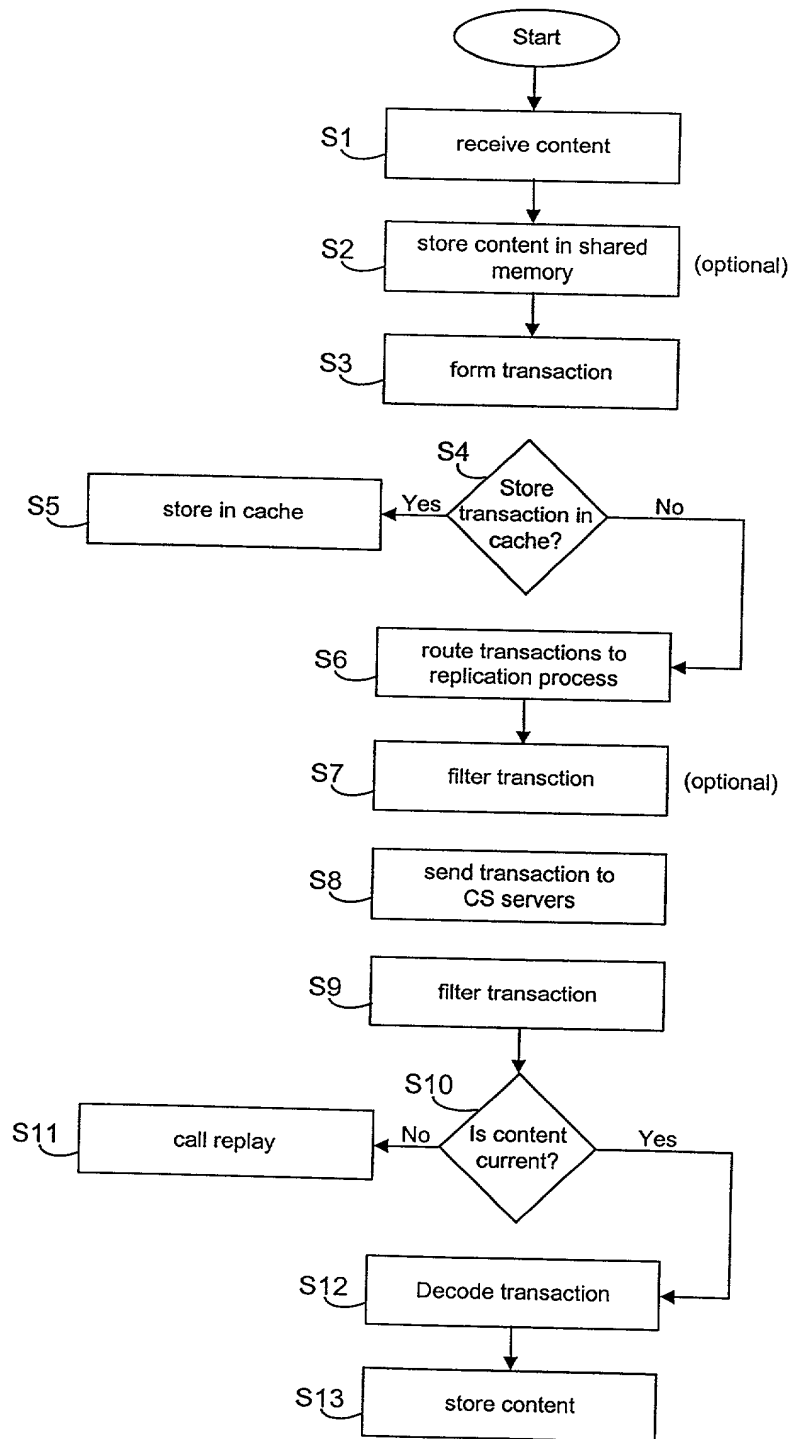 Start
S1
receive content
S2
store content in shared
memory
(optional)
S3
form transaction
S4
Store
transaction in
cache?
Yes
No
S5
store in cache
S6
route transactions to
replication process
S7
filter transction
(optional)
S8
send transaction to
CS servers
S9
filter transaction
S10
Is content
current?
No
Yes
S11
call replay
S12
Decode transaction
S13
store content